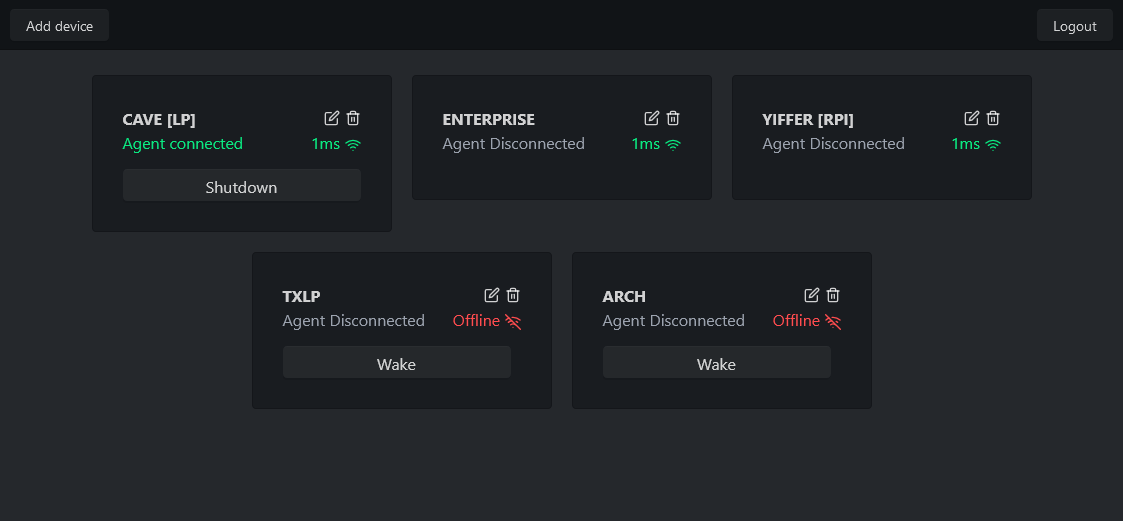 Add device
Logout
CAVE [LP]
Agent connected 1ms
Shutdown
ENTERPRISE
Agent Disconnected 1ms
YIFFER [RPI]
Agent Disconnected 1ms
TXLP
Agent Disconnected Offline
Wake
ARCH
Agent Disconnected Offline
Wake